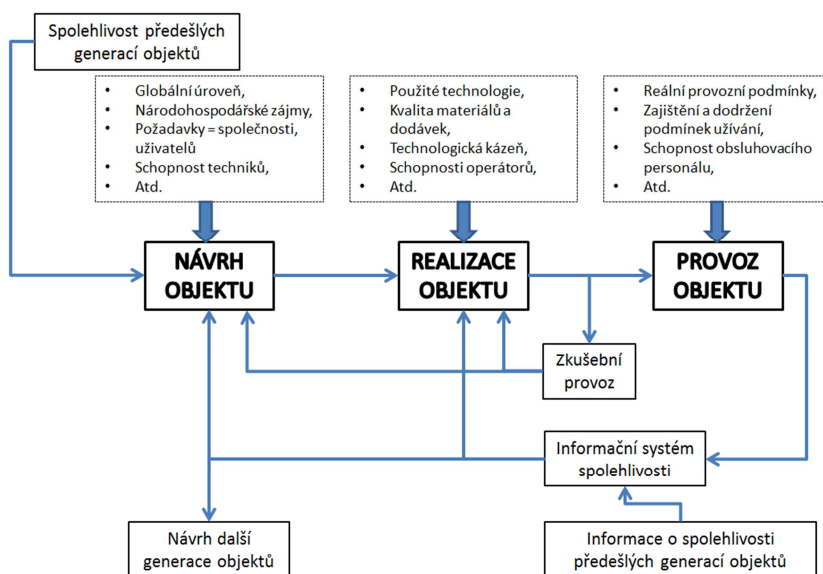 Spolehlivost předešlých
generací objektů
• Globální úroveň,
• Národohospodářské zájmy,
• Požadavky = společnosti,
uživatelů
• Schopnost techniků,
• Atd.
• Použité technologie,
• Kvalita materiálů a
dodávek,
• Technologická kázeň,
• Schopnosti operátorů,
• Atd.
• Reální provozní podmínky,
• Zajištění a dodržení
podmínek užívání,
• Schopnost obsluhovacího
personálu,
• Atd.
NÁVRH
OBJEKTU
REALIZACE
OBJEKTU
PROVOZ
OBJEKTU
Zkušební
provoz
Informační systém
spolehlivosti
Návrh další
generace objektů
Informace o spolehlivosti
předešlých generací objektů